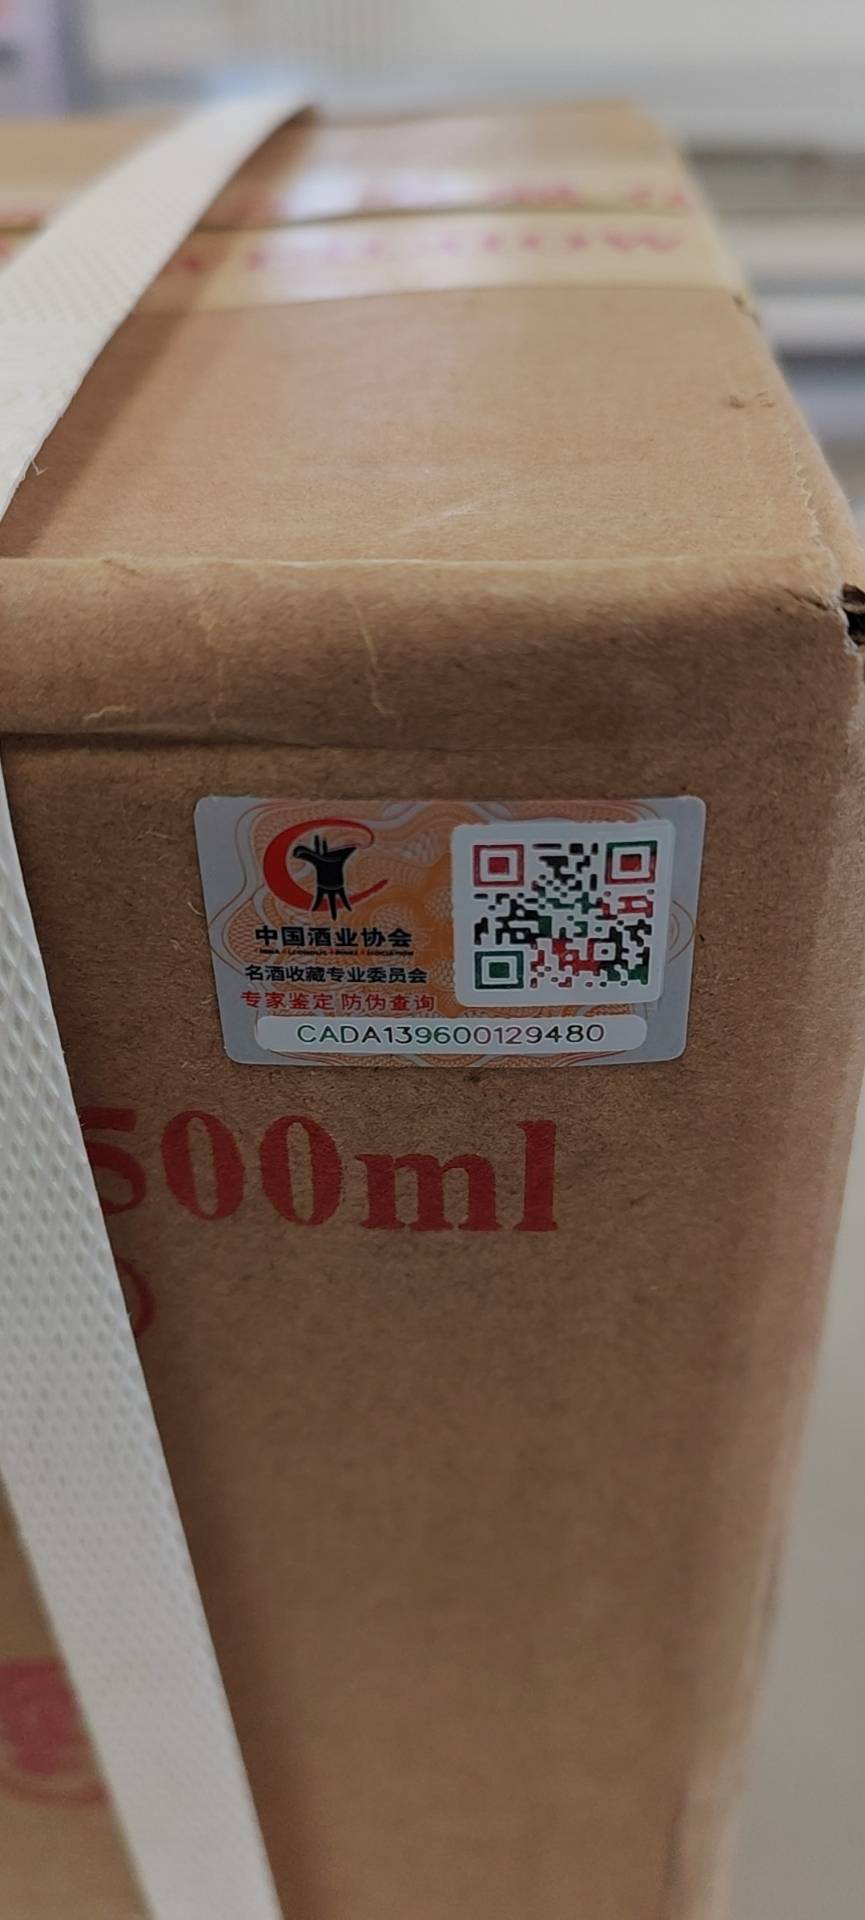 中国酒业协会
名酒收藏专业委员会
专家鉴定 防伪查询
CADA139600129480
500ml